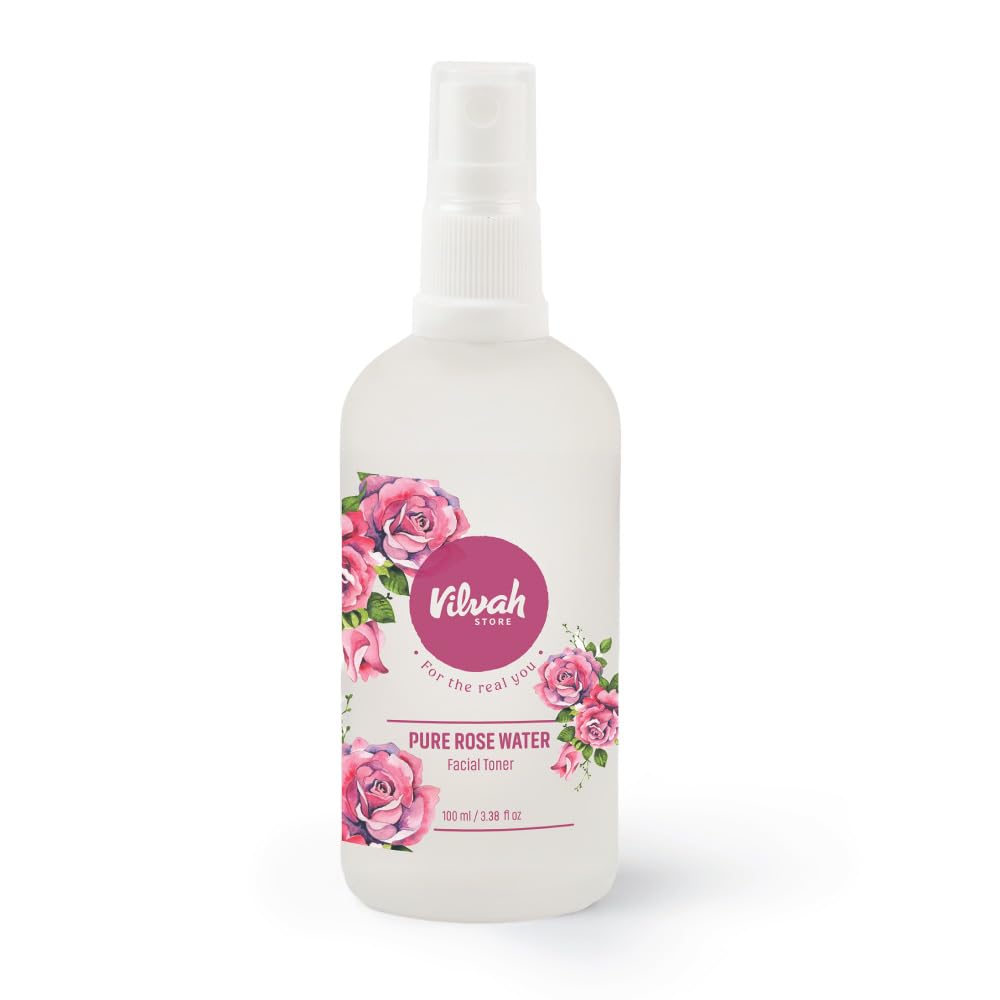 Vilvah
STORE
• For the real you •
PURE ROSE WATER
Facial Toner
100 ml / 3.38 fl oz